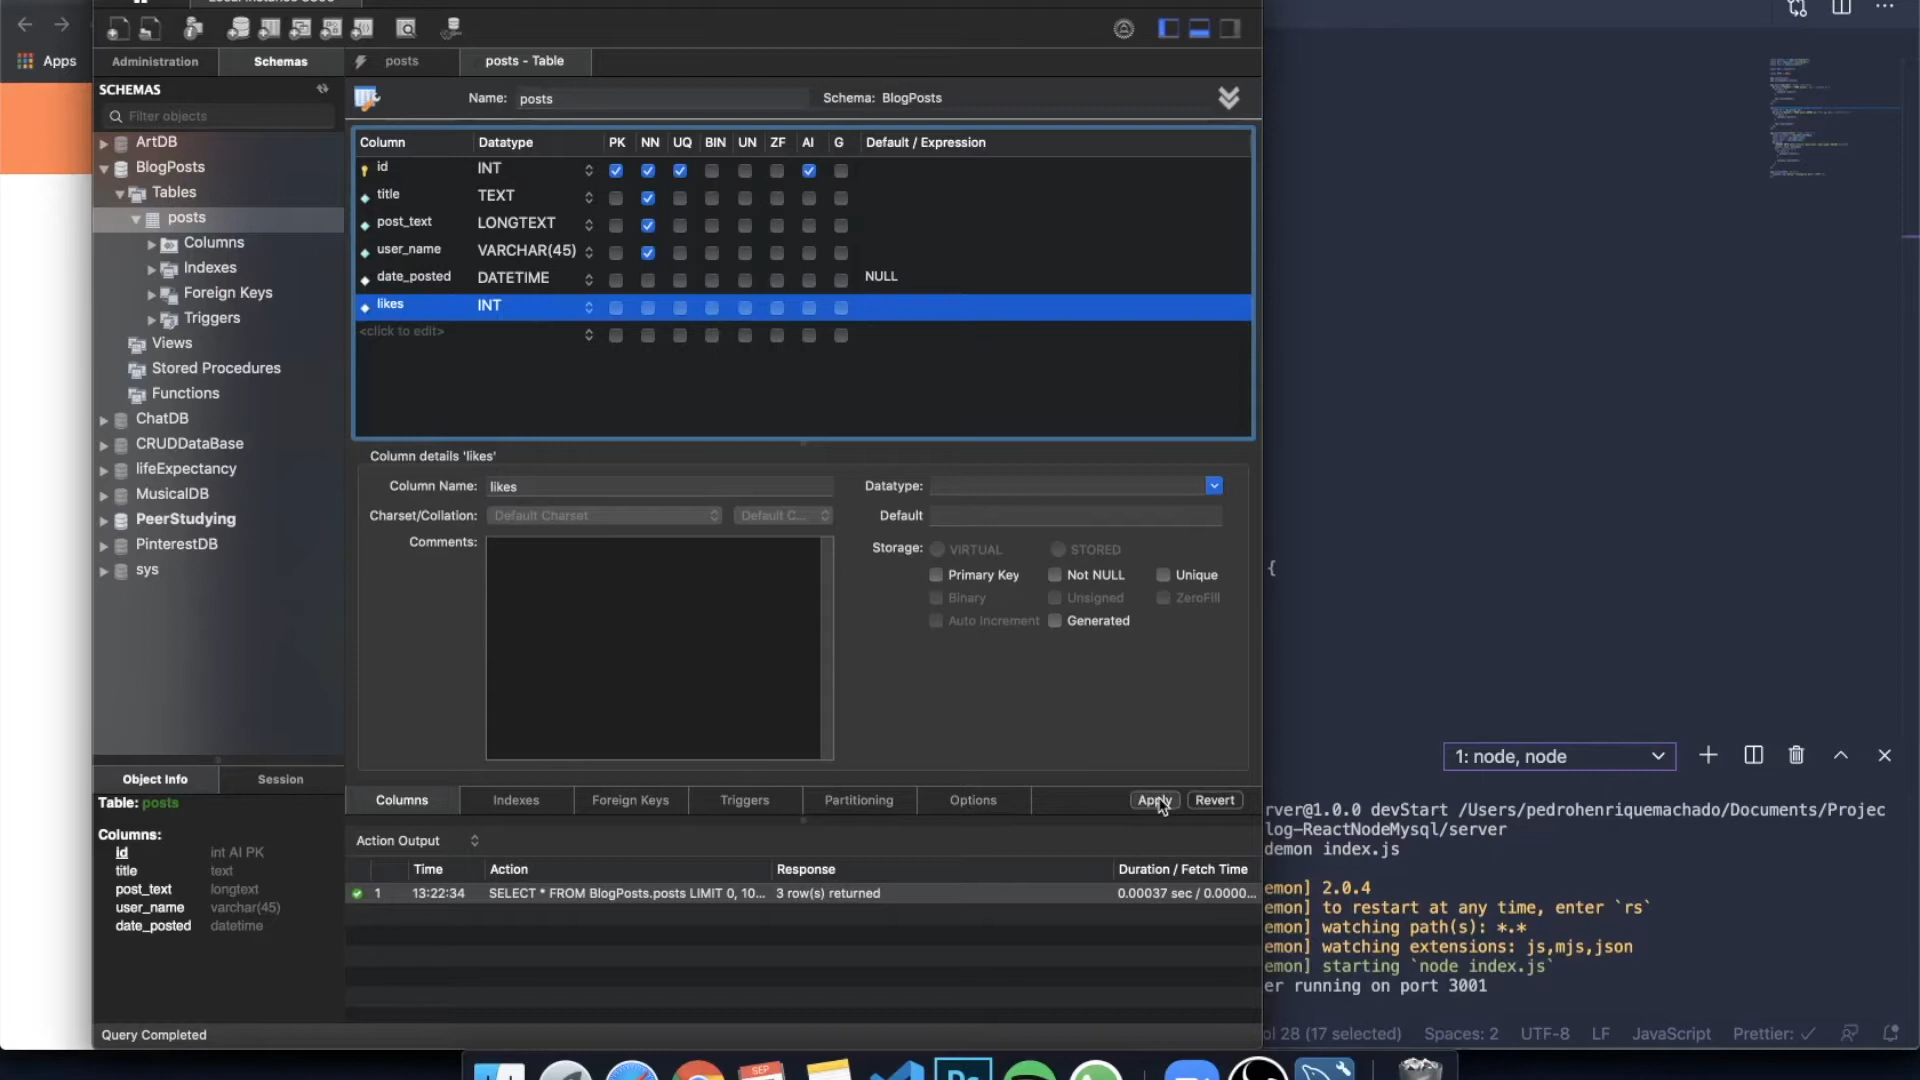 Apps
Administration
Schemas
posts
posts - Table
SCHEMAS
Filter objects
ArtDB
BlogPosts
Tables
posts
Columns
Indexes
Foreign Keys
Triggers
Views
Stored Procedures
Functions
ChatDB
CRUDDataBase
lifeExpectancy
MusicalDB
PeerStudying
PinterestDB
sys
Name: posts
Schema: BlogPosts
Column Datatype PK NN UQ BIN UN ZF AI G Default / Expression
id INT
title TEXT
post_text LONGTEXT
user_name VARCHAR(45)
date_posted DATETIME NULL
likes INT
<click to edit>
Column details 'likes'
Column Name: likes
Datatype:
Charset/Collation: Default Charset Default C...
Default
Comments:
Storage: VIRTUAL STORED
Primary Key Not NULL Unique
Binary Unsigned ZeroFill
Auto Increment Generated
Columns Indexes Foreign Keys Triggers Partitioning Options Apply Revert
Object Info Session
Table: posts
Columns:
id int AI PK
title text
post_text longtext
user_name varchar(45)
date_posted datetime
Action Output
Time Action Response Duration / Fetch Time
1 13:22:34 SELECT * FROM BlogPosts.posts LIMIT 0, 10... 3 row(s) returned 0.00037 sec / 0.0000...
Query Completed
{
1: node, node
rver@1.0.0 devStart /Users/pedrohenriquemachado/Documents/Projec
log-ReactNodeMysql/server
demon index.js
emon] 2.0.4
emon] to restart at any time, enter `rs`
emon] watching path(s): *.*
emon] watching extensions: js,mjs,json
emon] starting `node index.js`
er running on port 3001
ol 28 (17 selected) Spaces: 2 UTF-8 LF JavaScript Prettier: ✓
SEP